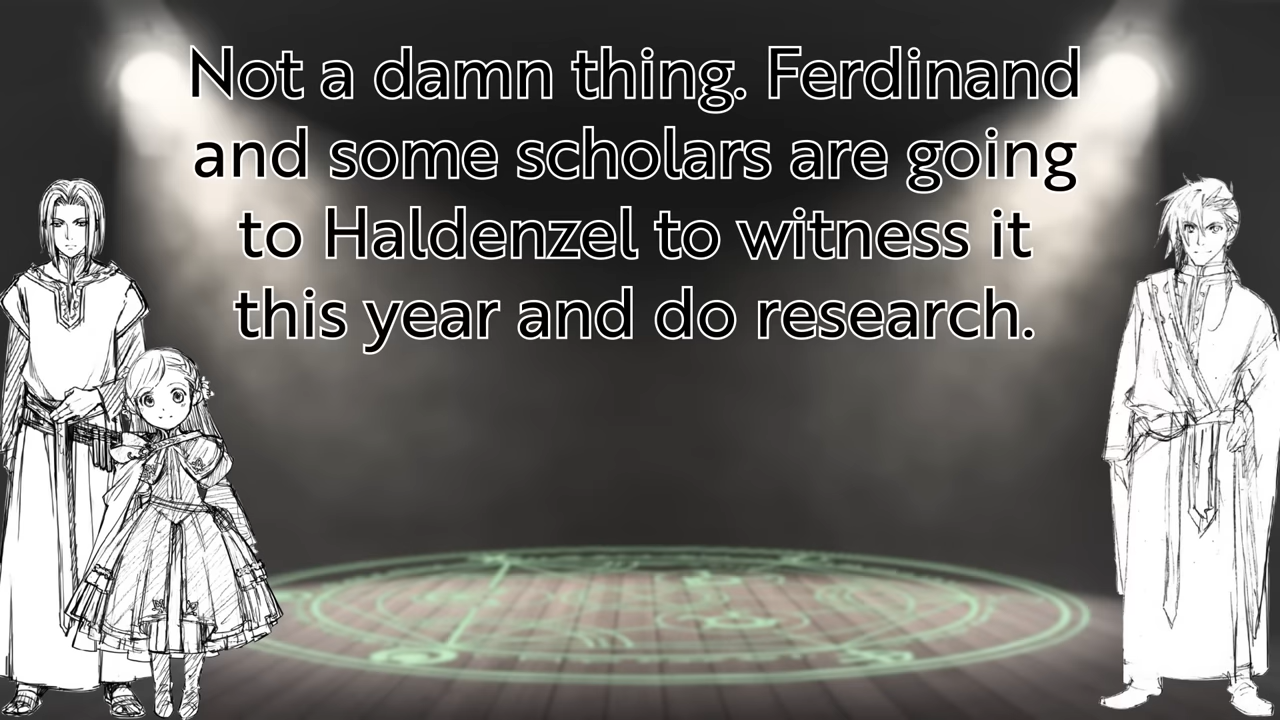 Not a damn thing. Ferdinand
and some scholars are going
to Haldenzel to witness it
this year and do research.